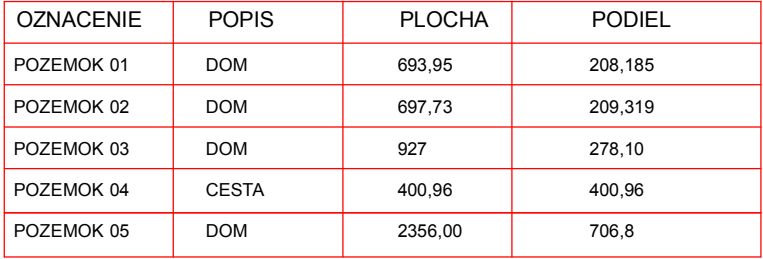 OZNACENIE POPIS PLOCHA PODIEL
POZEMOK 01 DOM 693,95 208,185
POZEMOK 02 DOM 697,73 209,319
POZEMOK 03 DOM 927 278,10
POZEMOK 04 CESTA 400,96 400,96
POZEMOK 05 DOM 2356,00 706,8